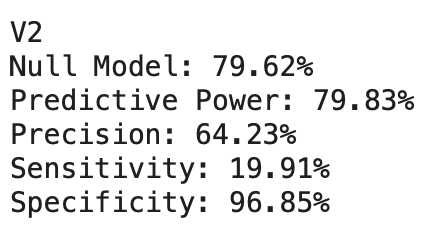 V2
Null Model: 79.62%
Predictive Power: 79.83%
Precision: 64.23%
Sensitivity: 19.91%
Specificity: 96.85%